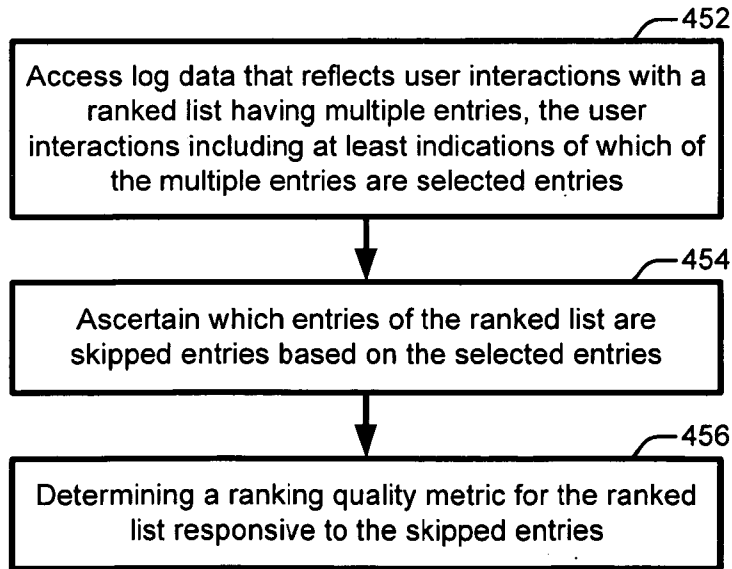 452
Access log data that reflects user interactions with a
ranked list having multiple entries, the user
interactions including at least indications of which of
the multiple entries are selected entries
454
Ascertain which entries of the ranked list are
skipped entries based on the selected entries
456
Determining a ranking quality metric for the ranked
list responsive to the skipped entries